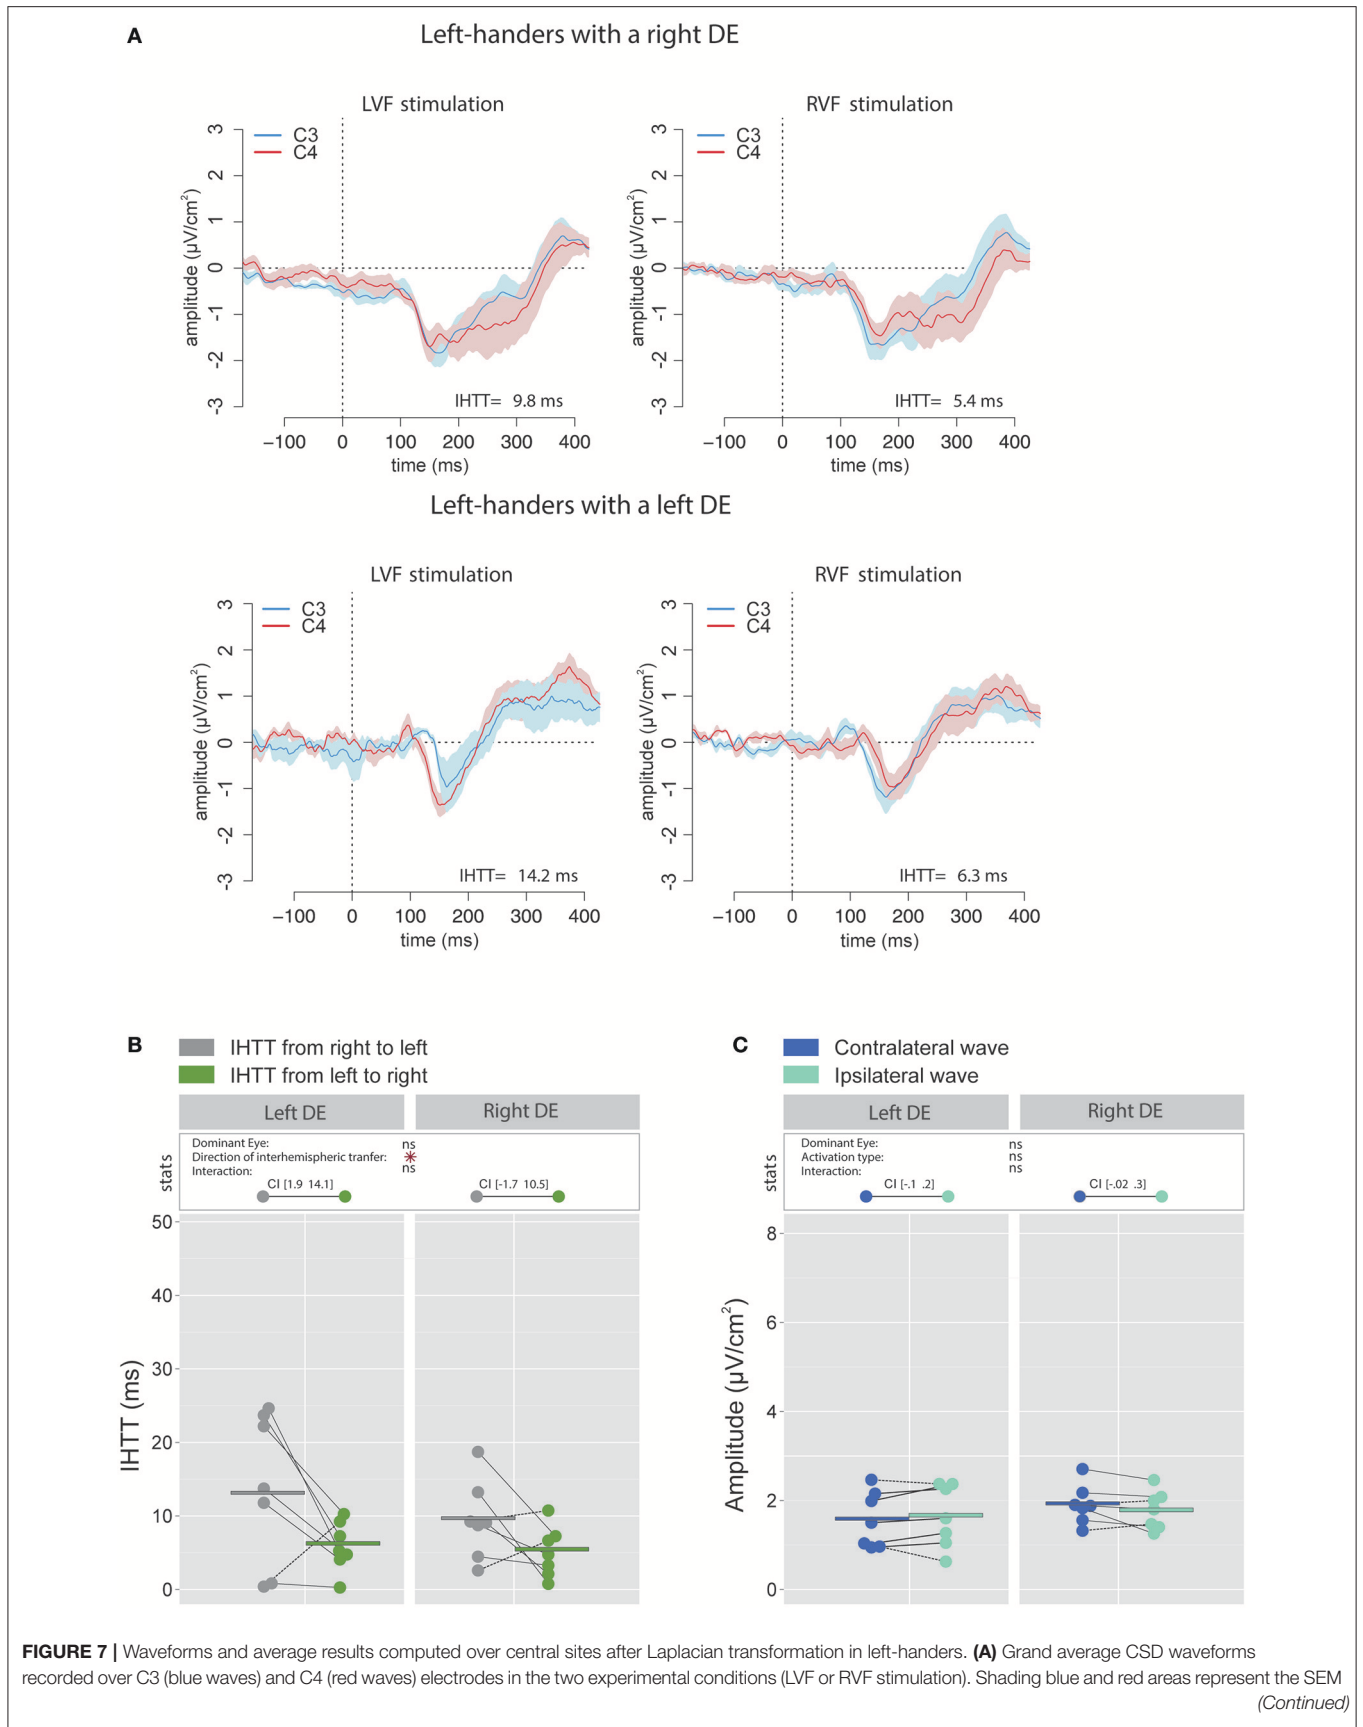 A
Left-handers with a right DE
LVF stimulation
RVF stimulation
C3
C4
C3
C4
3
2
1
0
-1
-2
-3
amplitude (µV/cm²)
3
2
1
0
-1
-2
-3
amplitude (µV/cm²)
IHTT= 9.8 ms
IHTT= 5.4 ms
−100 0 100 200 300 400
−100 0 100 200 300 400
time (ms)
time (ms)
Left-handers with a left DE
LVF stimulation
RVF stimulation
C3
C4
C3
C4
3
2
1
0
-1
-2
-3
amplitude (µV/cm²)
3
2
1
0
-1
-2
-3
amplitude (µV/cm²)
IHTT= 14.2 ms
IHTT= 6.3 ms
−100 0 100 200 300 400
−100 0 100 200 300 400
time (ms)
time (ms)
B
IHTT from right to left
IHTT from left to right
Left DE
Right DE
stats
Dominant Eye: ns
Direction of interhemispheric tranfer: *
Interaction: ns
CI [1.9 14.1]
CI [-1.7 10.5]
50
40
30
20
10
0
IHTT (ms)
C
Contralateral wave
Ipsilateral wave
Left DE
Right DE
stats
Dominant Eye: ns
Activation type: ns
Interaction: ns
CI [-.1 .2]
CI [-.02 .3]
8
6
4
2
0
Amplitude (µV/cm²)
FIGURE 7 | Waveforms and average results computed over central sites after Laplacian transformation in left-handers. (A) Grand average CSD waveforms
recorded over C3 (blue waves) and C4 (red waves) electrodes in the two experimental conditions (LVF or RVF stimulation). Shading blue and red areas represent the SEM
(Continued)